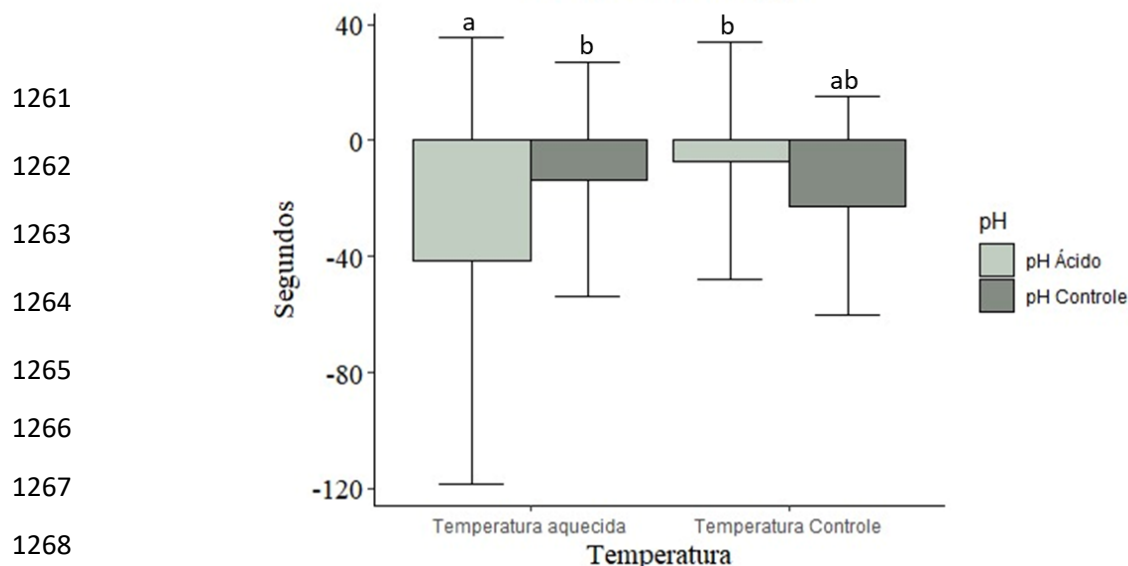 40
a
b
b
ab
1261
0
1262
1263
-40
1264
Segundos
pH
pH Ácido
pH Controle
1265
-80
1266
1267
-120
1268
Temperatura aquecida
Temperatura Controle
Temperatura